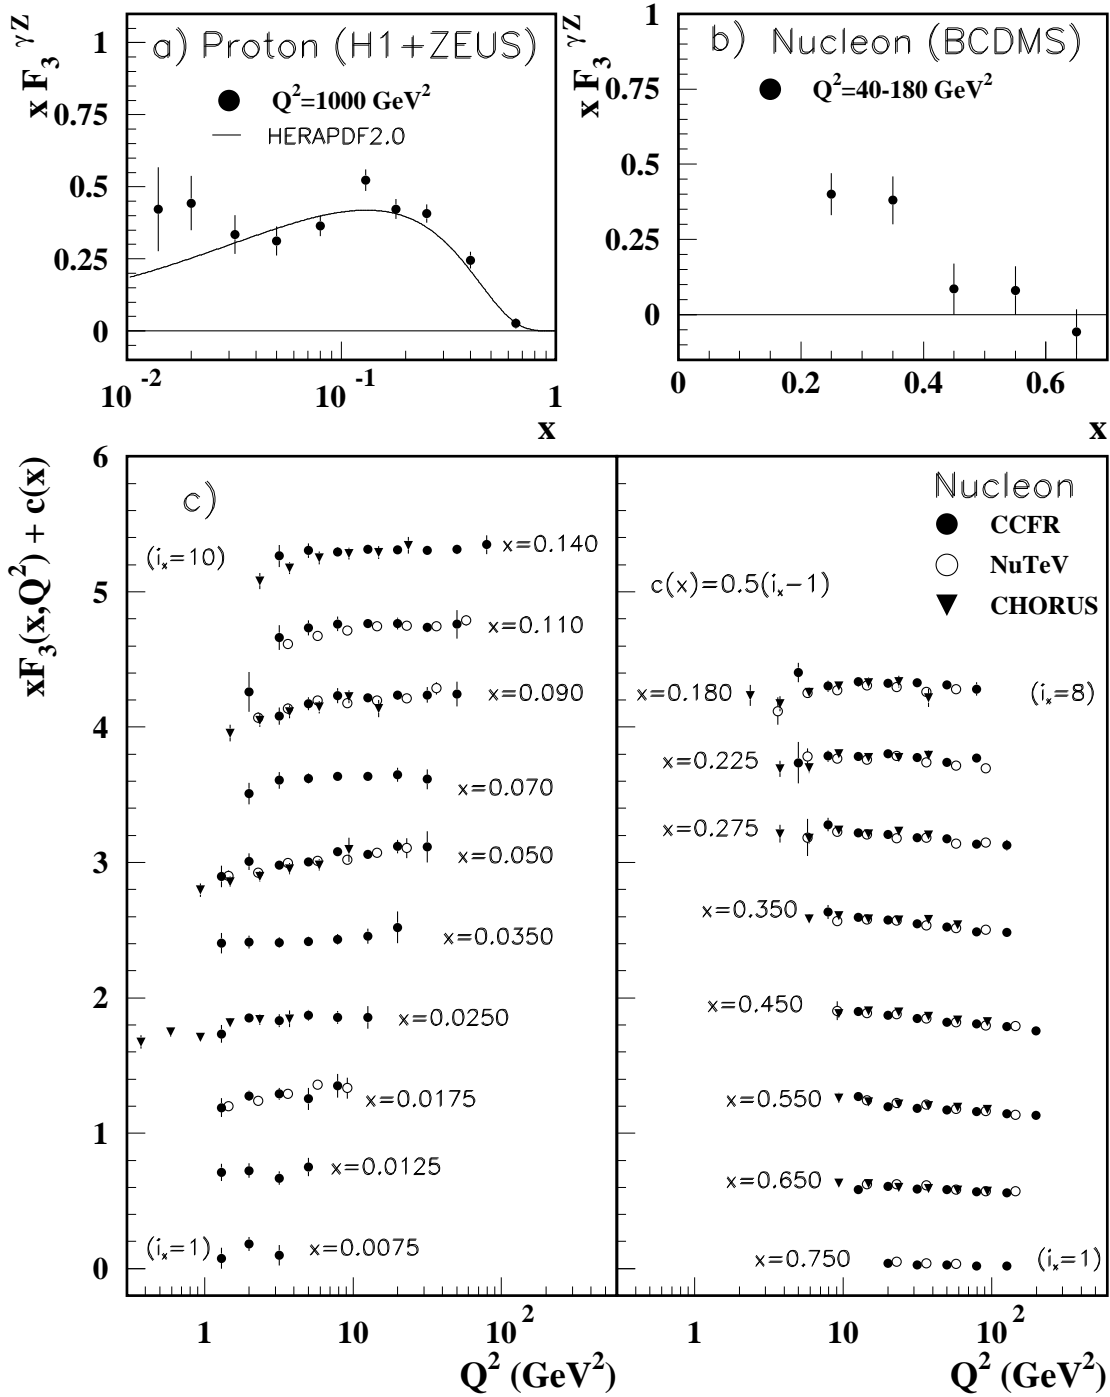 a) Proton (H1+ZEUS)
Q²=1000 GeV²
HERAPDF2.0
x F₃^γZ
1
0.75
0.5
0.25
0
10⁻² 10⁻¹ 1
x
b) Nucleon (BCDMS)
Q²=40-180 GeV²
x F₃^γZ
1
0.75
0.5
0.25
0
0 0.2 0.4 0.6
x
xF₃(x,Q²) + c(x)
6
5
4
3
2
1
0
c)
(iₓ=10)
x=0.140
x=0.110
x=0.090
x=0.070
x=0.050
x=0.0350
x=0.0250
x=0.0175
x=0.0125
(iₓ=1) x=0.0075
1 10 10²
Q² (GeV²)
Nucleon
CCFR
NuTeV
CHORUS
c(x)=0.5(iₓ-1)
x=0.180 (iₓ=8)
x=0.225
x=0.275
x=0.350
x=0.450
x=0.550
x=0.650
x=0.750 (iₓ=1)
1 10 10²
Q² (GeV²)